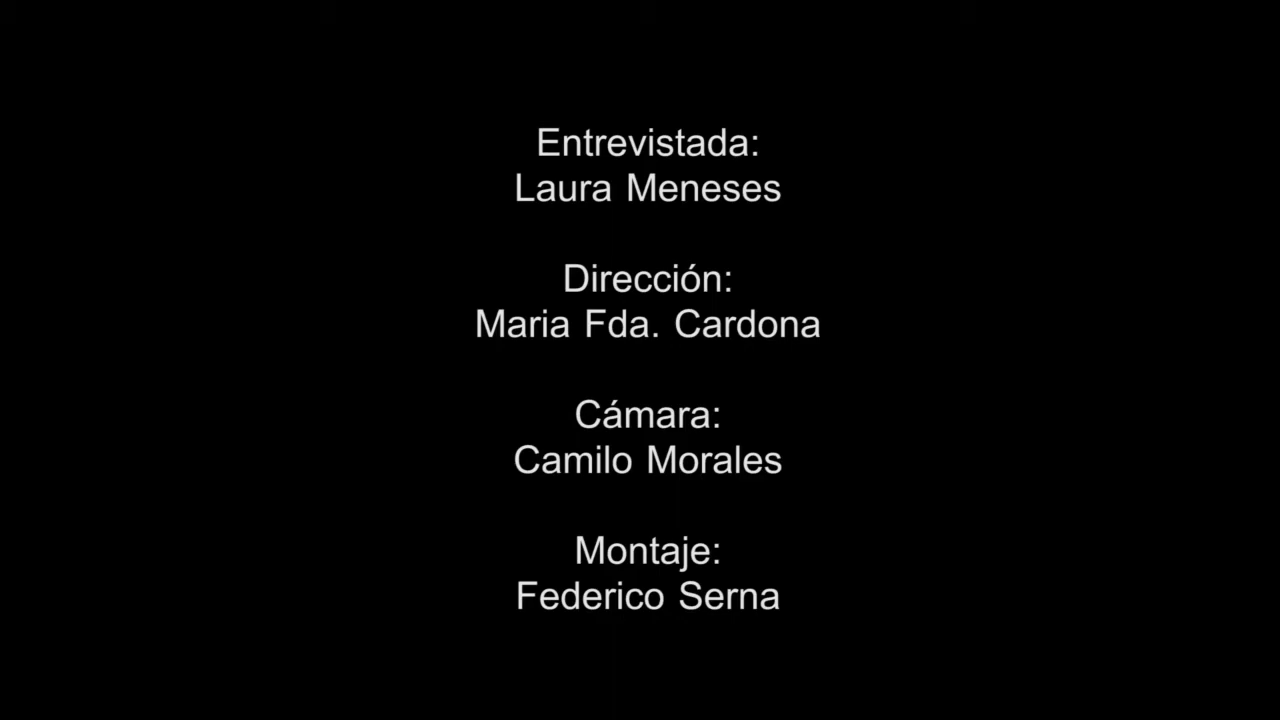 Entrevistada:
Laura Meneses
Dirección:
Maria Fda. Cardona
Cámara:
Camilo Morales
Montaje:
Federico Serna